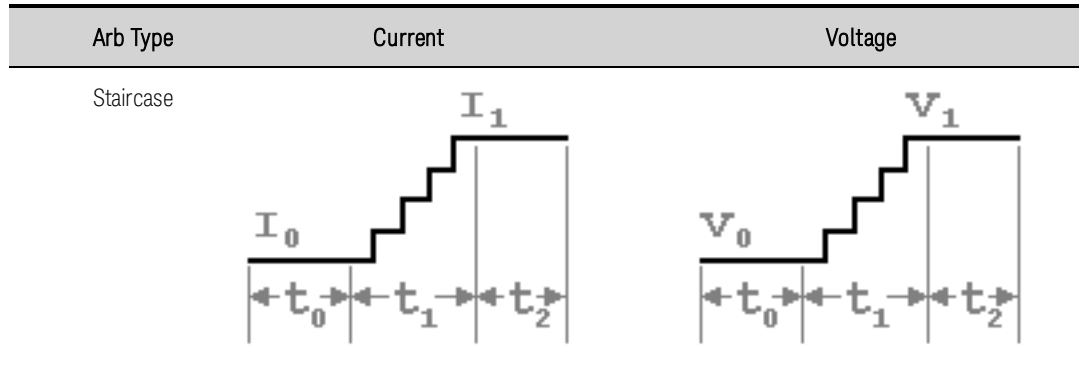 Arb Type Current Voltage
Staircase
I1 V1
I0 V0
t0 t1 t2 t0 t1 t2